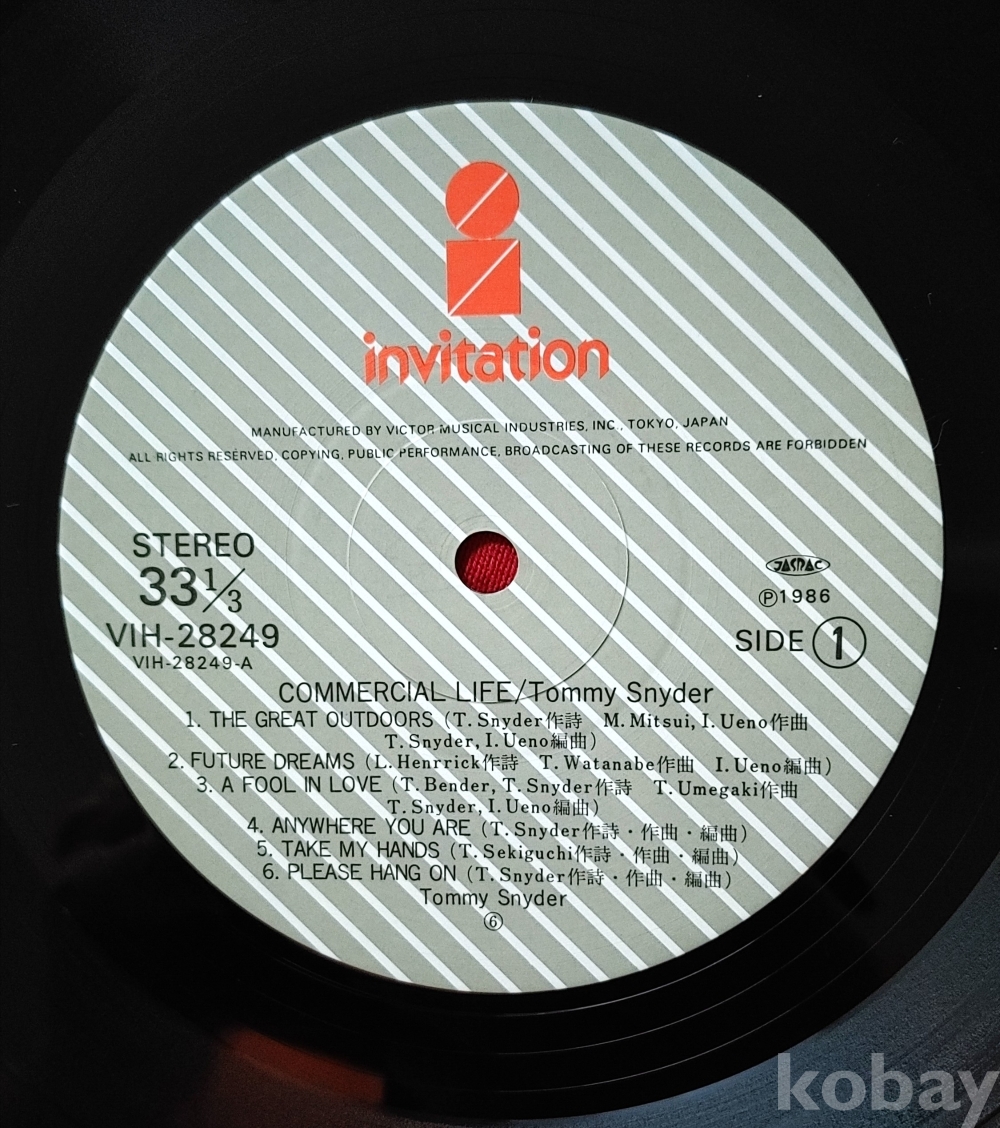 invitation
MANUFACTURED BY VICTOR MUSICAL INDUSTRIES, INC., TOKYO, JAPAN
ALL RIGHTS RESERVED, COPYING, PUBLIC PERFORMANCE, BROADCASTING OF THESE RECORDS ARE FORBIDDEN
STEREO
33⅓
VIH-28249
VIH-28249-A
JASRAC
Ⓟ1986
SIDE 1
COMMERCIAL LIFE/Tommy Snyder
1. THE GREAT OUTDOORS (T. Snyder作詩 M. Mitsui, I. Ueno作曲
T. Snyder, I. Ueno編曲)
2. FUTURE DREAMS (L. Henrrick作詩 T. Watanabe作曲 I. Ueno編曲)
3. A FOOL IN LOVE (T. Bender, T. Snyder作詩 T. Umegaki作曲
T. Snyder, I. Ueno編曲)
4. ANYWHERE YOU ARE (T. Snyder作詩・作曲・編曲)
5. TAKE MY HANDS (T. Sekiguchi作詩・作曲・編曲)
6. PLEASE HANG ON (T. Snyder作詩・作曲・編曲)
Tommy Snyder
⑥
kobay